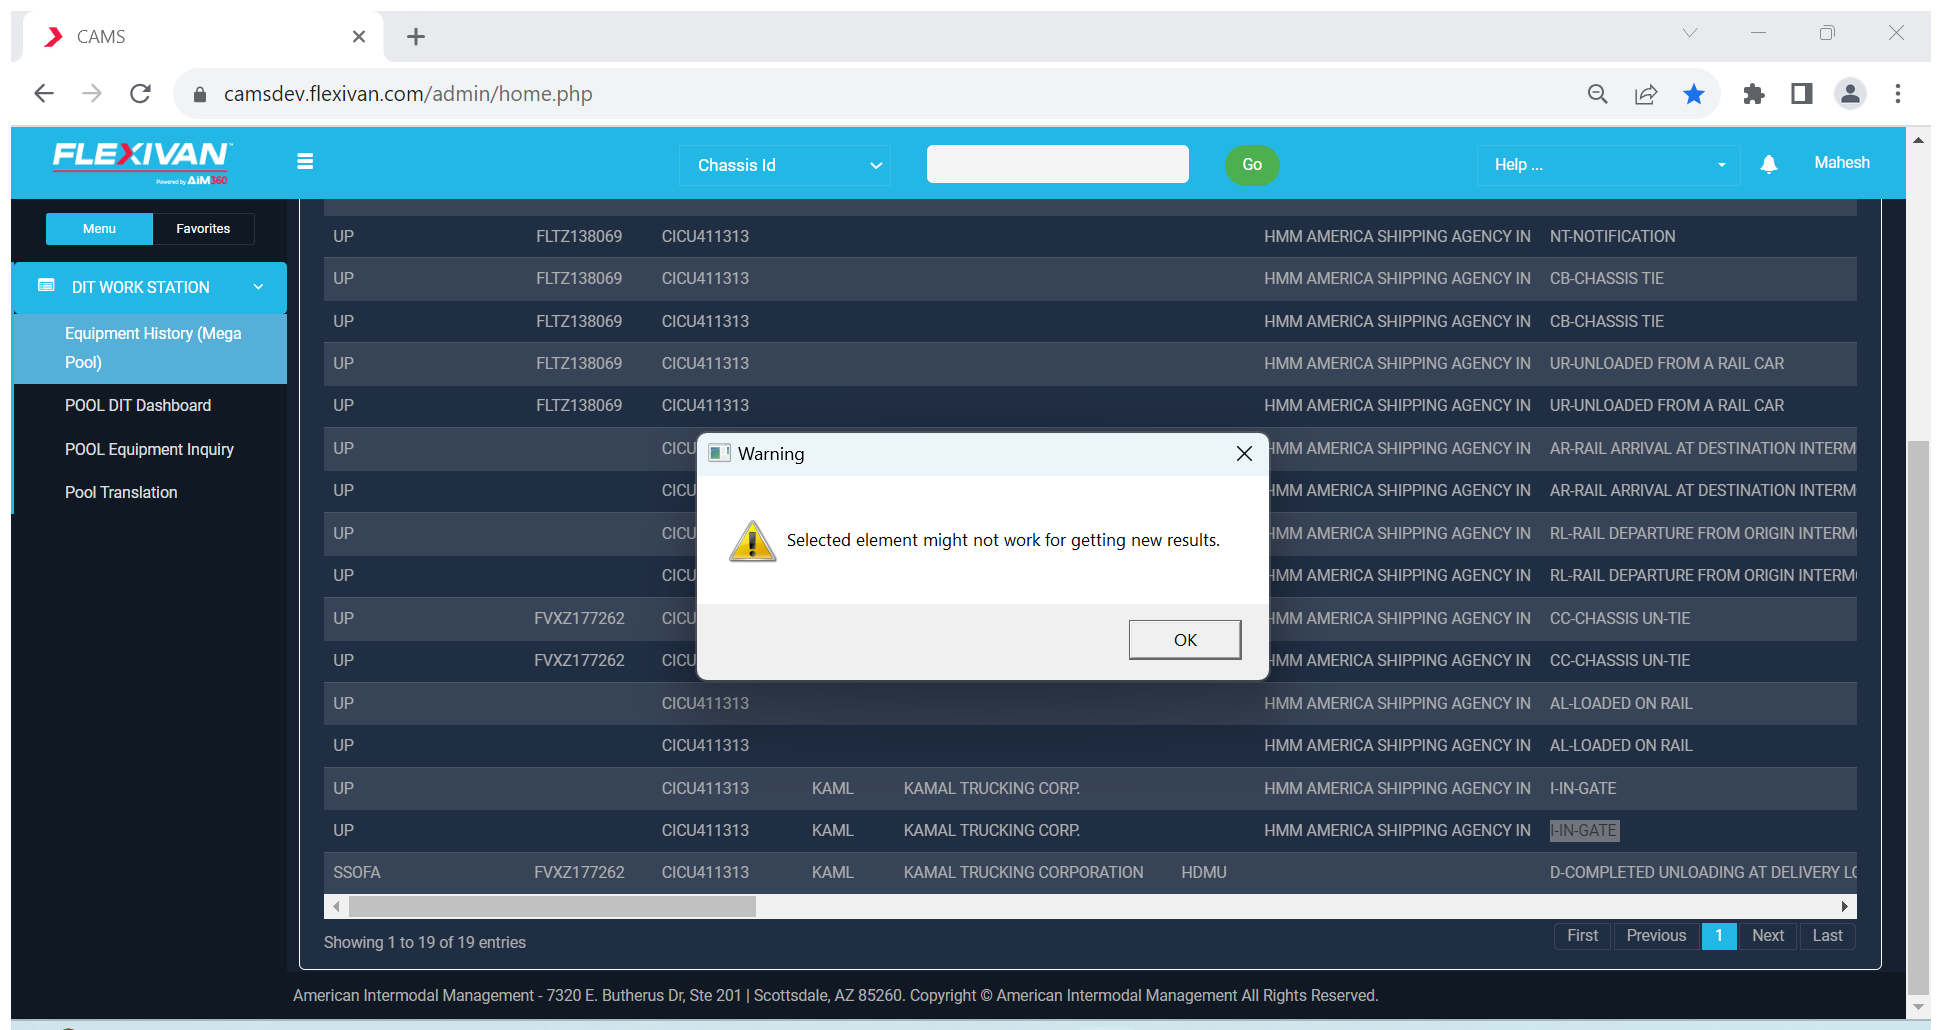 CAMS
camsdev.flexivan.com/admin/home.php
FLEXIVAN™
Powered by AiM360
Chassis Id
Go
Help ...
Mahesh
Menu
Favorites
DIT WORK STATION
Equipment History (Mega
Pool)
POOL DIT Dashboard
POOL Equipment Inquiry
Pool Translation
UP FLTZ138069 CICU411313 HMM AMERICA SHIPPING AGENCY IN NT-NOTIFICATION
UP FLTZ138069 CICU411313 HMM AMERICA SHIPPING AGENCY IN CB-CHASSIS TIE
UP FLTZ138069 CICU411313 HMM AMERICA SHIPPING AGENCY IN CB-CHASSIS TIE
UP FLTZ138069 CICU411313 HMM AMERICA SHIPPING AGENCY IN UR-UNLOADED FROM A RAIL CAR
UP FLTZ138069 CICU411313 HMM AMERICA SHIPPING AGENCY IN UR-UNLOADED FROM A RAIL CAR
UP CICU HMM AMERICA SHIPPING AGENCY IN AR-RAIL ARRIVAL AT DESTINATION INTERM
UP CICU HMM AMERICA SHIPPING AGENCY IN AR-RAIL ARRIVAL AT DESTINATION INTERM
UP CICU HMM AMERICA SHIPPING AGENCY IN RL-RAIL DEPARTURE FROM ORIGIN INTERM
UP CICU HMM AMERICA SHIPPING AGENCY IN RL-RAIL DEPARTURE FROM ORIGIN INTERM
UP FVXZ177262 CICU HMM AMERICA SHIPPING AGENCY IN CC-CHASSIS UN-TIE
UP FVXZ177262 CICU HMM AMERICA SHIPPING AGENCY IN CC-CHASSIS UN-TIE
UP CICU411313 HMM AMERICA SHIPPING AGENCY IN AL-LOADED ON RAIL
UP CICU411313 HMM AMERICA SHIPPING AGENCY IN AL-LOADED ON RAIL
UP CICU411313 KAML KAMAL TRUCKING CORP. HMM AMERICA SHIPPING AGENCY IN I-IN-GATE
UP CICU411313 KAML KAMAL TRUCKING CORP. HMM AMERICA SHIPPING AGENCY IN I-IN-GATE
SSOFA FVXZ177262 CICU411313 KAML KAMAL TRUCKING CORPORATION HDMU D-COMPLETED UNLOADING AT DELIVERY LO
Warning
Selected element might not work for getting new results.
OK
Showing 1 to 19 of 19 entries
First Previous 1 Next Last
American Intermodal Management - 7320 E. Butherus Dr, Ste 201 | Scottsdale, AZ 85260. Copyright © American Intermodal Management All Rights Reserved.